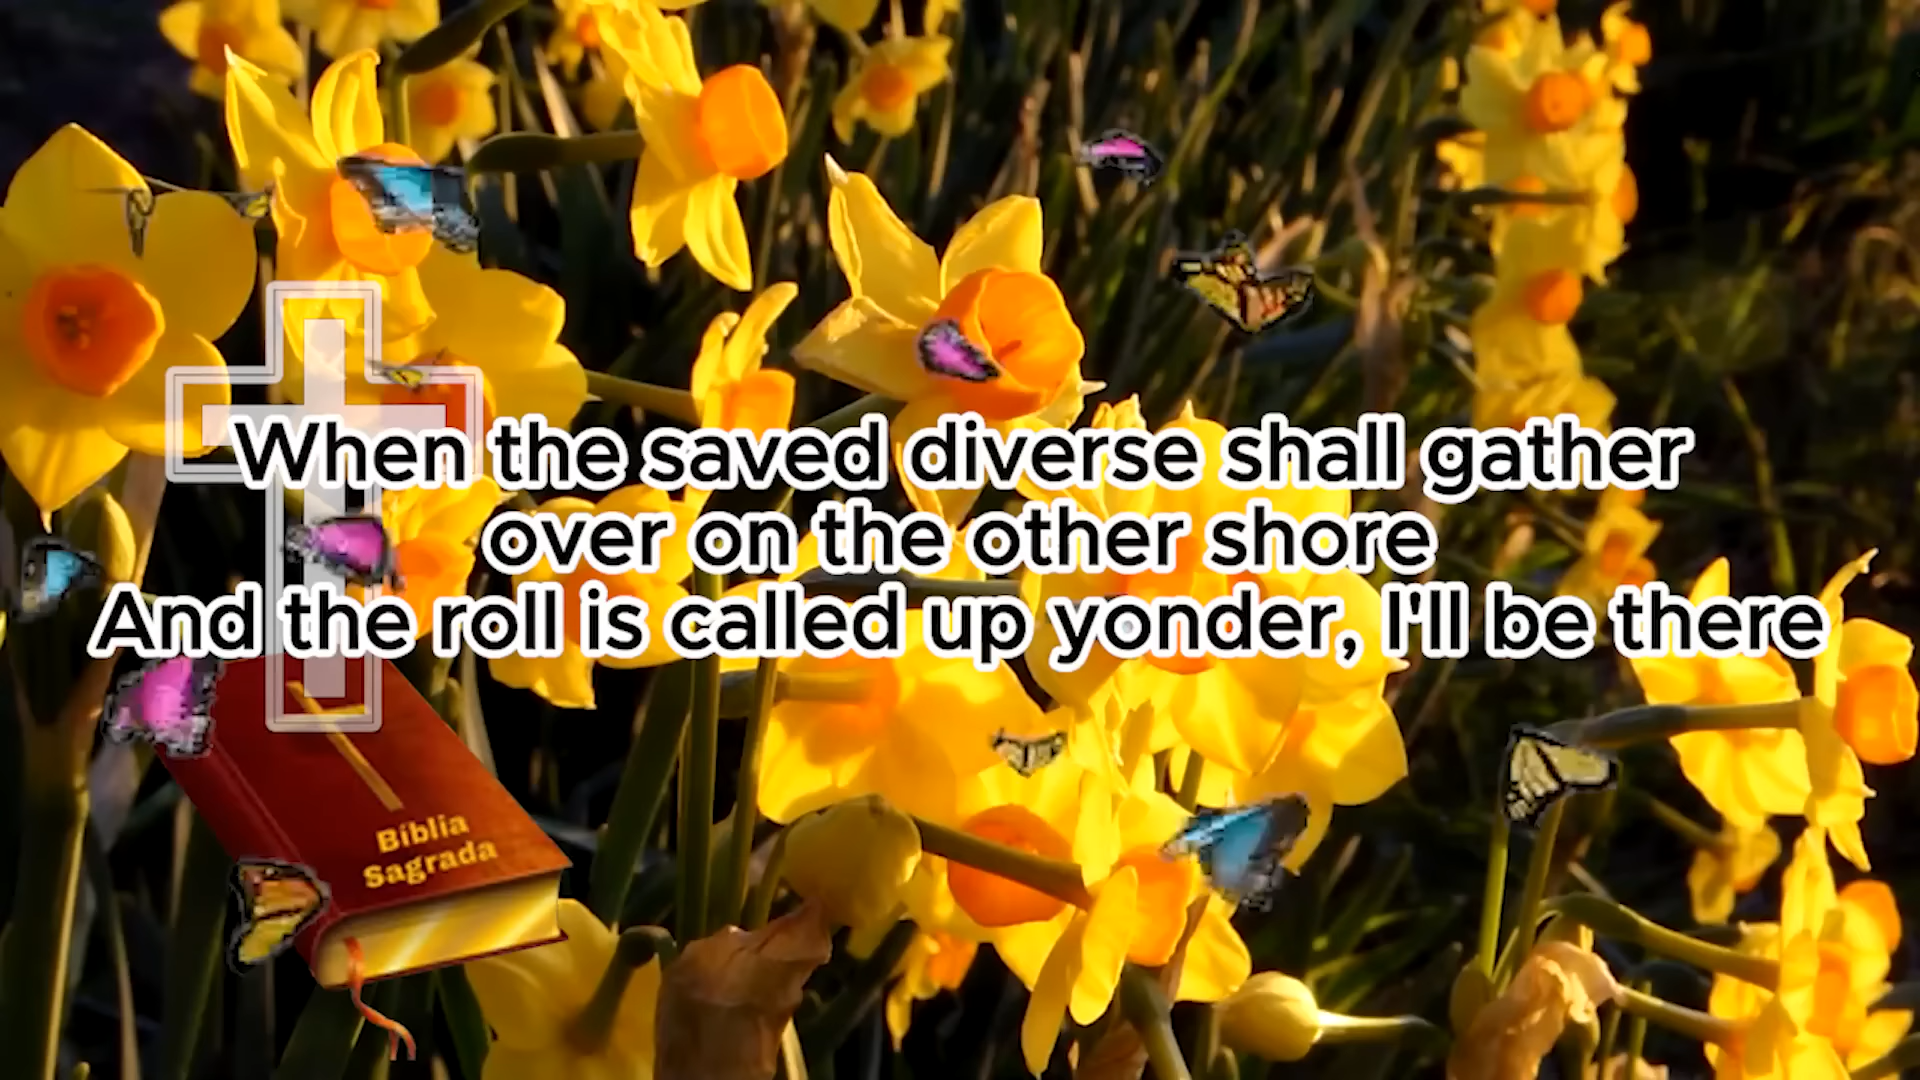 When the saved diverse shall gather
over on the other shore
And the roll is called up yonder, I'll be there
Bíblia
Sagrada